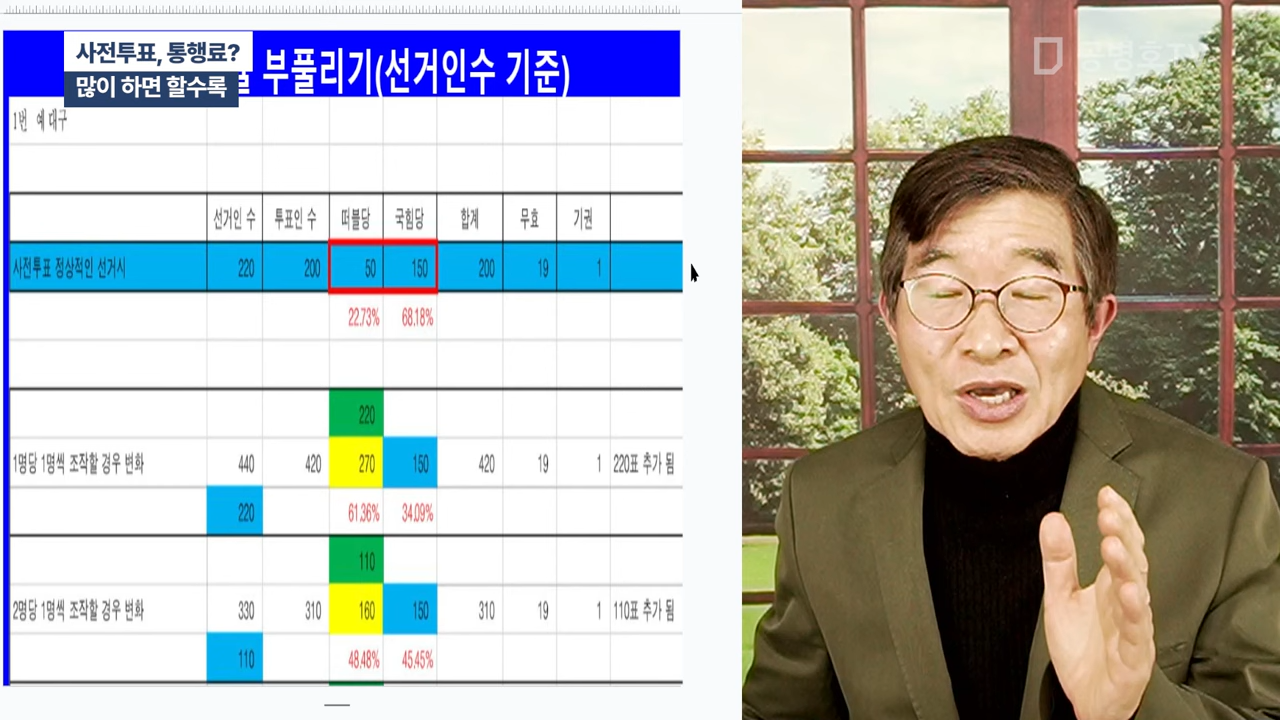 사전투표, 통행료?
많이 하면 할수록
부풀리기(선거인수 기준)
공병호TV
1번 예 대구
선거인 수 투표인 수 떠블당 국힘당 합계 무효 기권
사전투표 정상적인 선거시 220 200 50 150 200 19 1
22.73% 68.18%
220
1명당 1명씩 조작할 경우 변화 440 420 270 150 420 19 1 220표 추가 됨
220 61.36% 34.09%
110
2명당 1명씩 조작할 경우 변화 330 310 160 150 310 19 1 110표 추가 됨
110 48.48% 45.45%